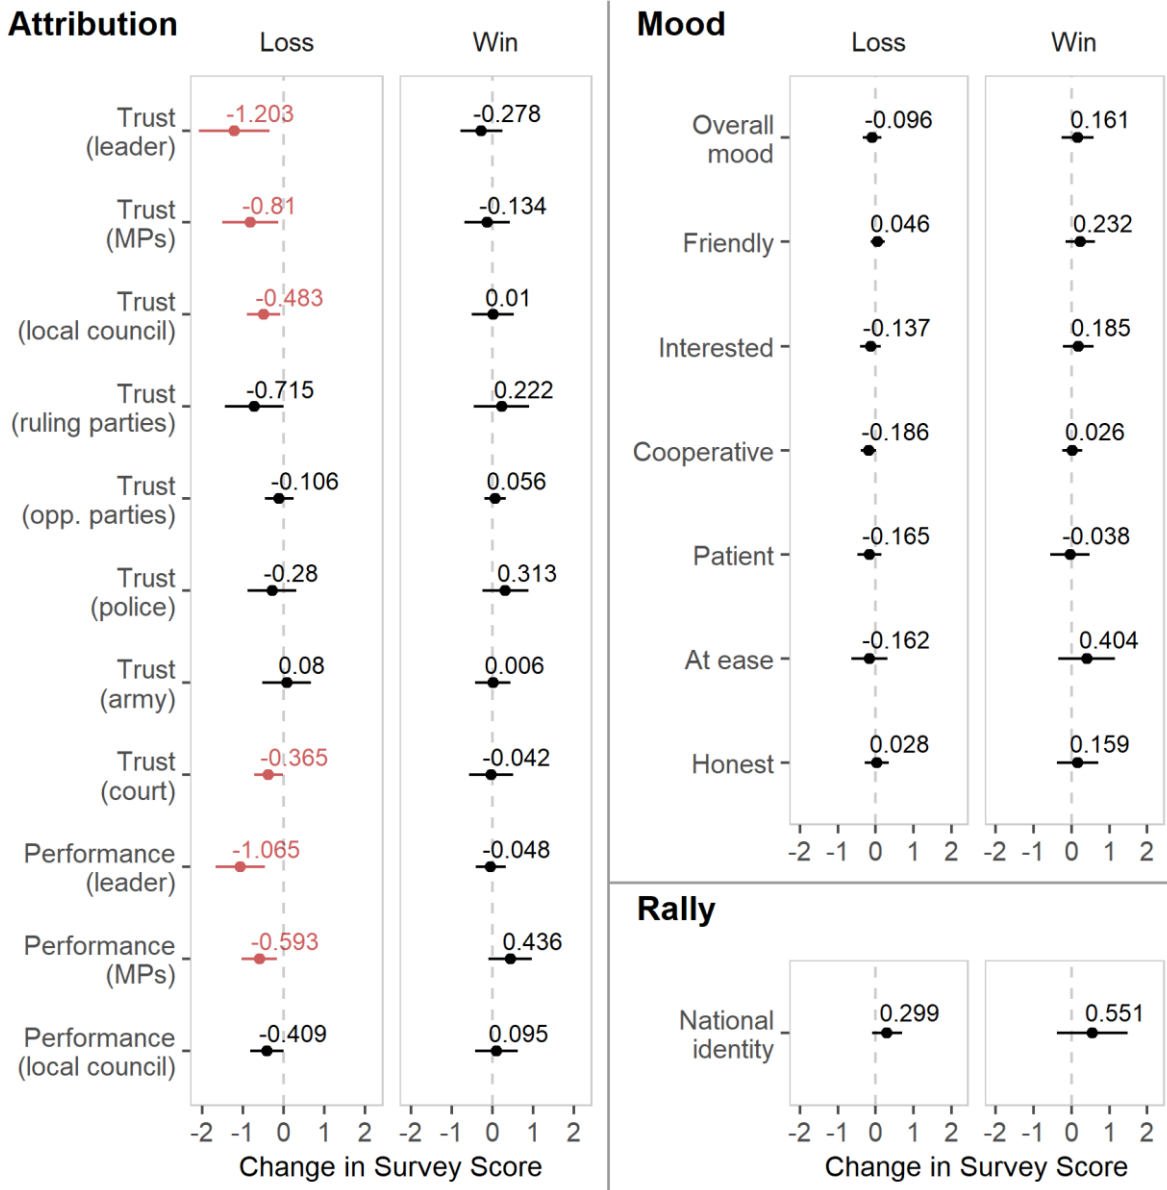 Attribution
Loss
Win
Trust
(leader)
-1.203
-0.278
Trust
(MPs)
-0.81
-0.134
Trust
(local council)
-0.483
0.01
Trust
(ruling parties)
-0.715
0.222
Trust
(opp. parties)
-0.106
0.056
Trust
(police)
-0.28
0.313
Trust
(army)
0.08
0.006
Trust
(court)
-0.365
-0.042
Performance
(leader)
-1.065
-0.048
Performance
(MPs)
-0.593
0.436
Performance
(local council)
-0.409
0.095
-2 -1 0 1 2
-2 -1 0 1 2
Change in Survey Score
Mood
Loss
Win
Overall
mood
-0.096
0.161
Friendly
0.046
0.232
Interested
-0.137
0.185
Cooperative
-0.186
0.026
Patient
-0.165
-0.038
At ease
-0.162
0.404
Honest
0.028
0.159
-2 -1 0 1 2
-2 -1 0 1 2
Rally
National
identity
0.299
0.551
-2 -1 0 1 2
-2 -1 0 1 2
Change in Survey Score